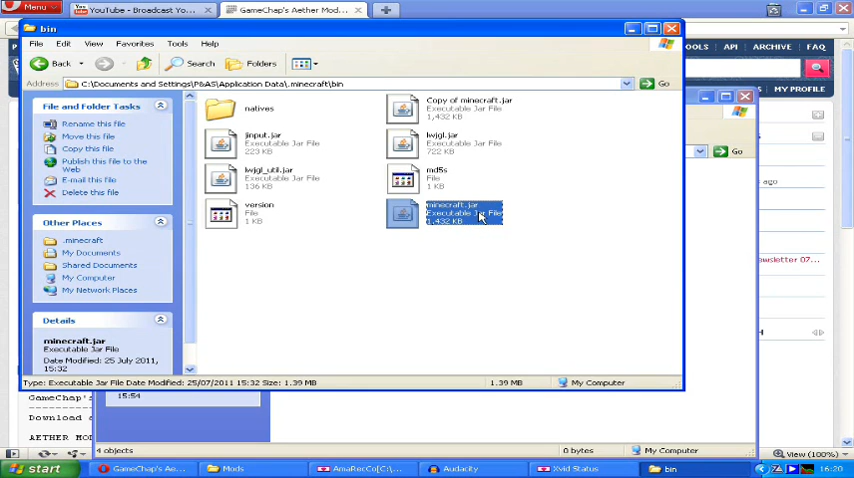 Menu
YouTube - Broadcast Yo...
GameChap's Aether Mod...
bin
File Edit View Favorites Tools Help
Back Search Folders
Address C:\Documents and Settings\P&AS\Application Data\.minecraft\bin Go
TOOLS API ARCHIVE FAQ
MY PROFILE
Go
File and Folder Tasks
Rename this file
Move this file
Copy this file
Publish this file to the Web
E-mail this file
Delete this file
Other Places
.minecraft
My Documents
Shared Documents
My Computer
My Network Places
Details
minecraft.jar
Executable Jar File
Date Modified: 25 July 2011, 15:32
natives
jinput.jar
Executable Jar File
223 KB
lwjgl_util.jar
Executable Jar File
136 KB
version
File
1 KB
Copy of minecraft.jar
Executable Jar File
1,432 KB
lwjgl.jar
Executable Jar File
722 KB
md5s
File
1 KB
minecraft.jar
Executable Jar File
1,432 KB
ago
ewsletter 07...
Type: Executable Jar File Date Modified: 25/07/2011 15:32 Size: 1.39 MB 1.39 MB My Computer
GameChap's
15:54
Download
AETHER MOD
4 objects 0 bytes My Computer
View (100%)
start GameChap's Ae... Mods AmaRecCo[C:\... Audacity Xvid Status bin 16:20